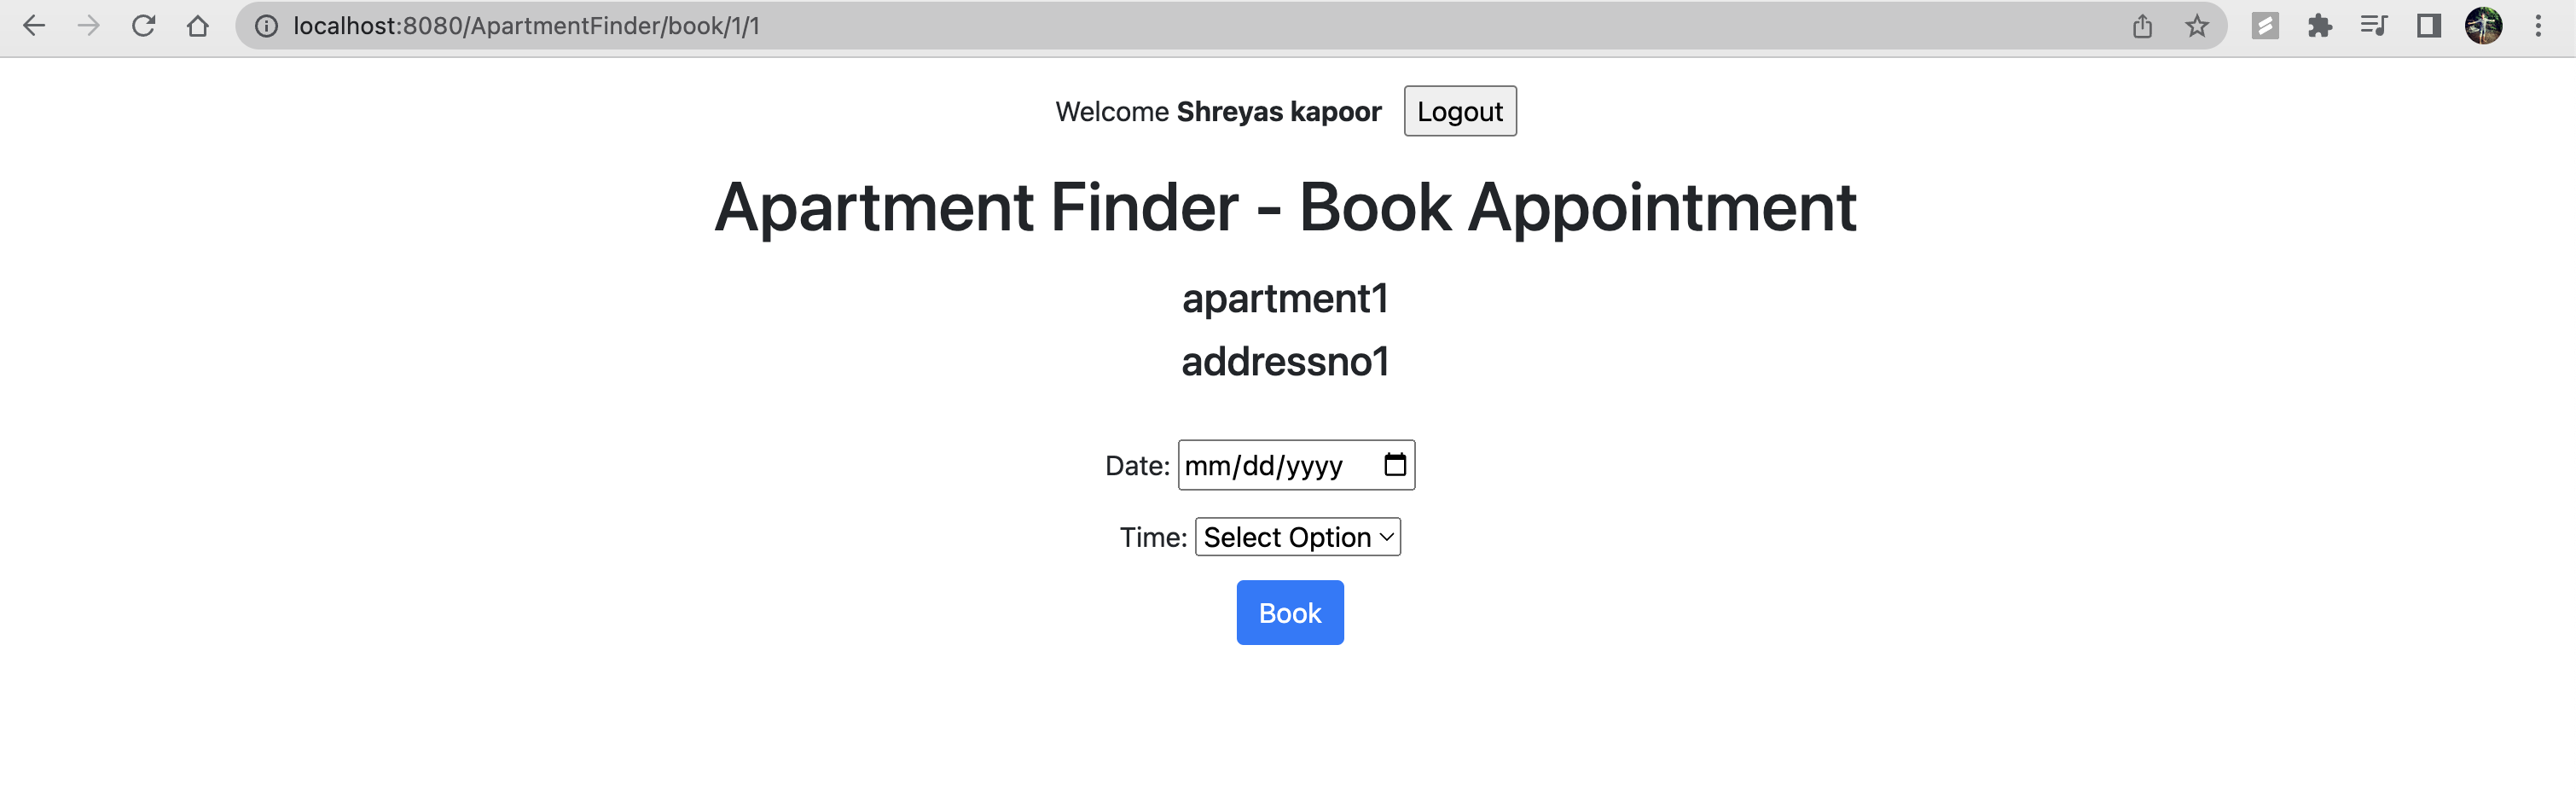 localhost:8080/ApartmentFinder/book/1/1
Welcome Shreyas kapoor Logout
Apartment Finder - Book Appointment
apartment1
addressno1
Date: mm/dd/yyyy
Time: Select Option
Book